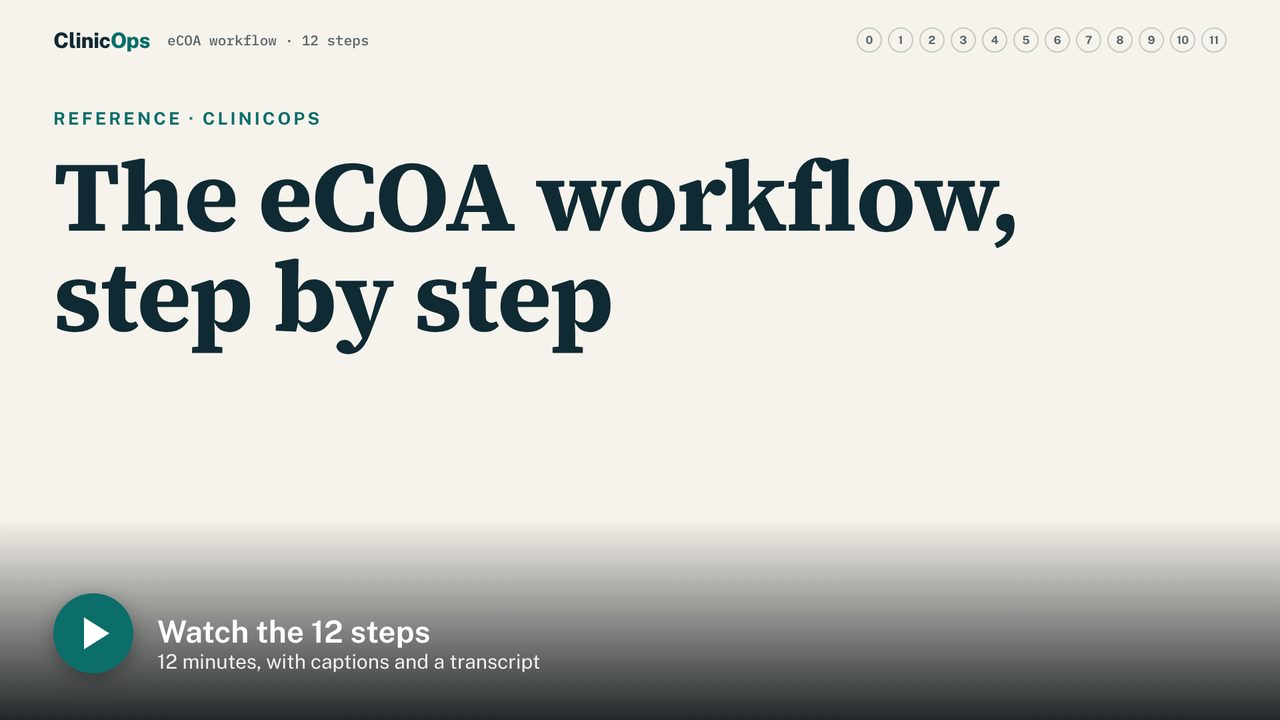 ClinicOps eCOA workflow · 12 steps 0 1 2 3 4 5 6 7 8 9 10 11
REFERENCE · CLINICOPS
The eCOA workflow,
step by step
Watch the 12 steps
12 minutes, with captions and a transcript